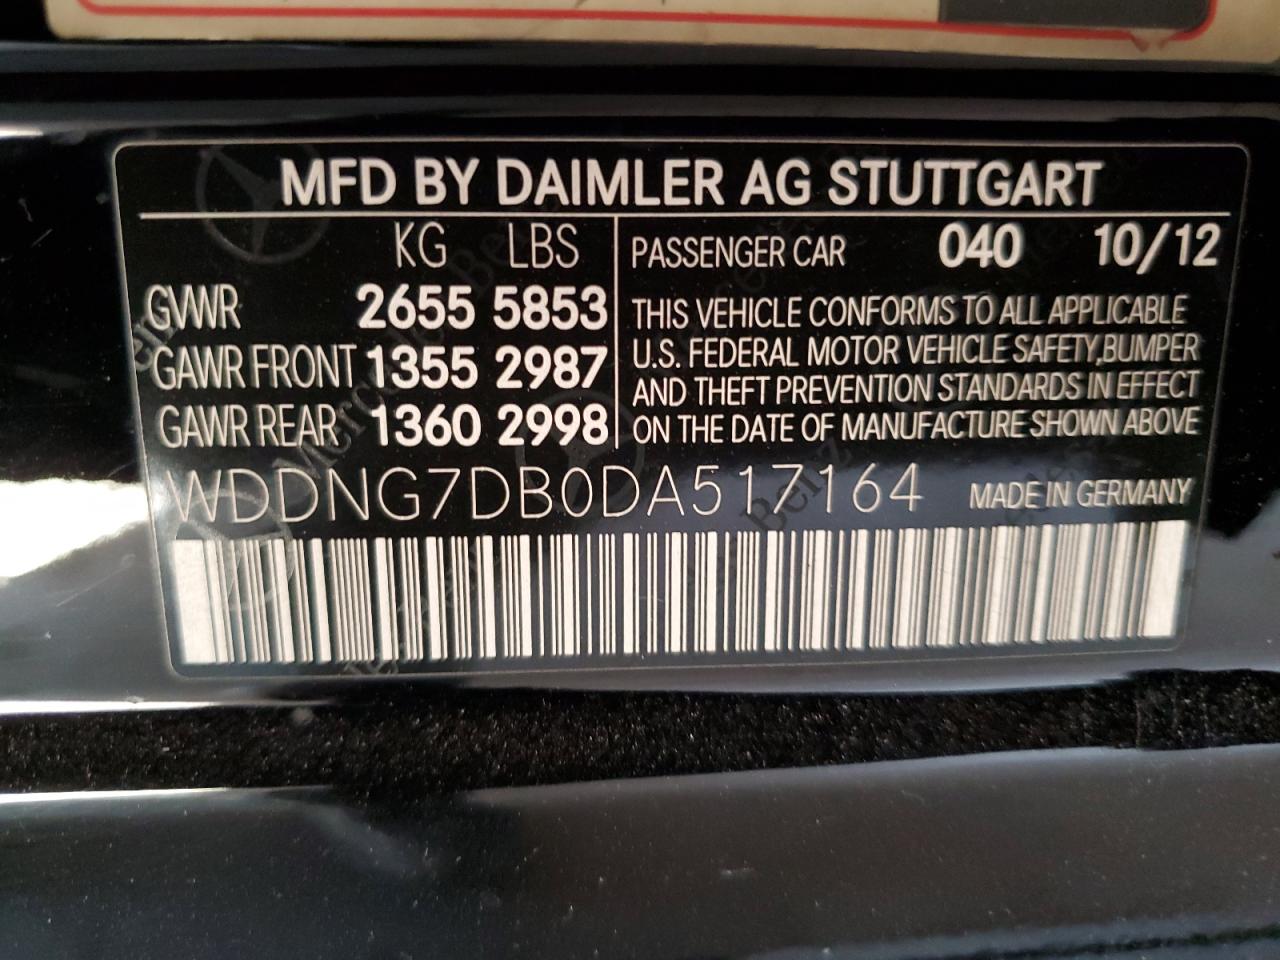 MFD BY DAIMLER AG STUTTGART
KG LBS
GVWR 2655 5853
GAWR FRONT 1355 2987
GAWR REAR 1360 2998
PASSENGER CAR 040 10/12
THIS VEHICLE CONFORMS TO ALL APPLICABLE
U.S. FEDERAL MOTOR VEHICLE SAFETY,BUMPER
AND THEFT PREVENTION STANDARDS IN EFFECT
ON THE DATE OF MANUFACTURE SHOWN ABOVE
WDDNG7DB0DA517164 MADE IN GERMANY